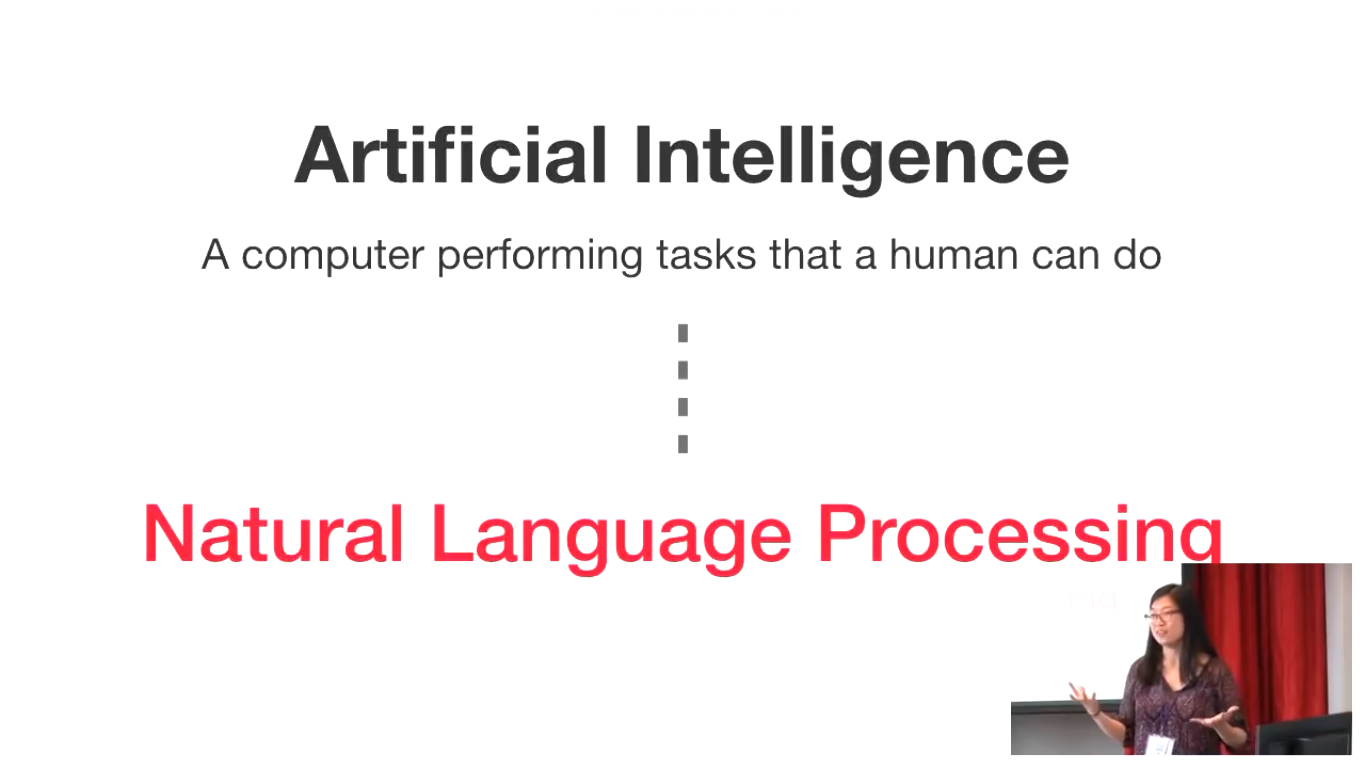 Artificial Intelligence
A computer performing tasks that a human can do
Natural Language Processing